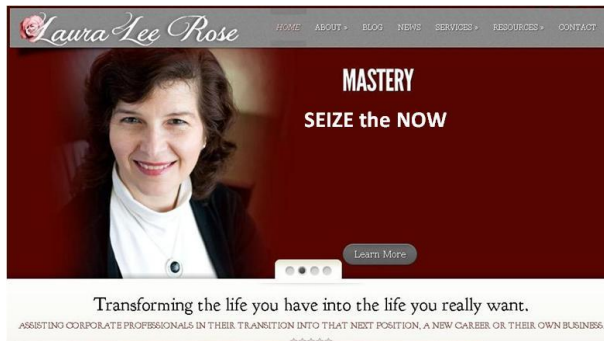 Laura Lee Rose
HOME ABOUT » BLOG NEWS SERVICES » RESOURCES » CONTACT
MASTERY
SEIZE the NOW
Learn More
Transforming the life you have into the life you really want.
ASSISTING CORPORATE PROFESSIONALS IN THEIR TRANSITION INTO THAT NEXT POSITION, A NEW CAREER OR THEIR OWN BUSINESS